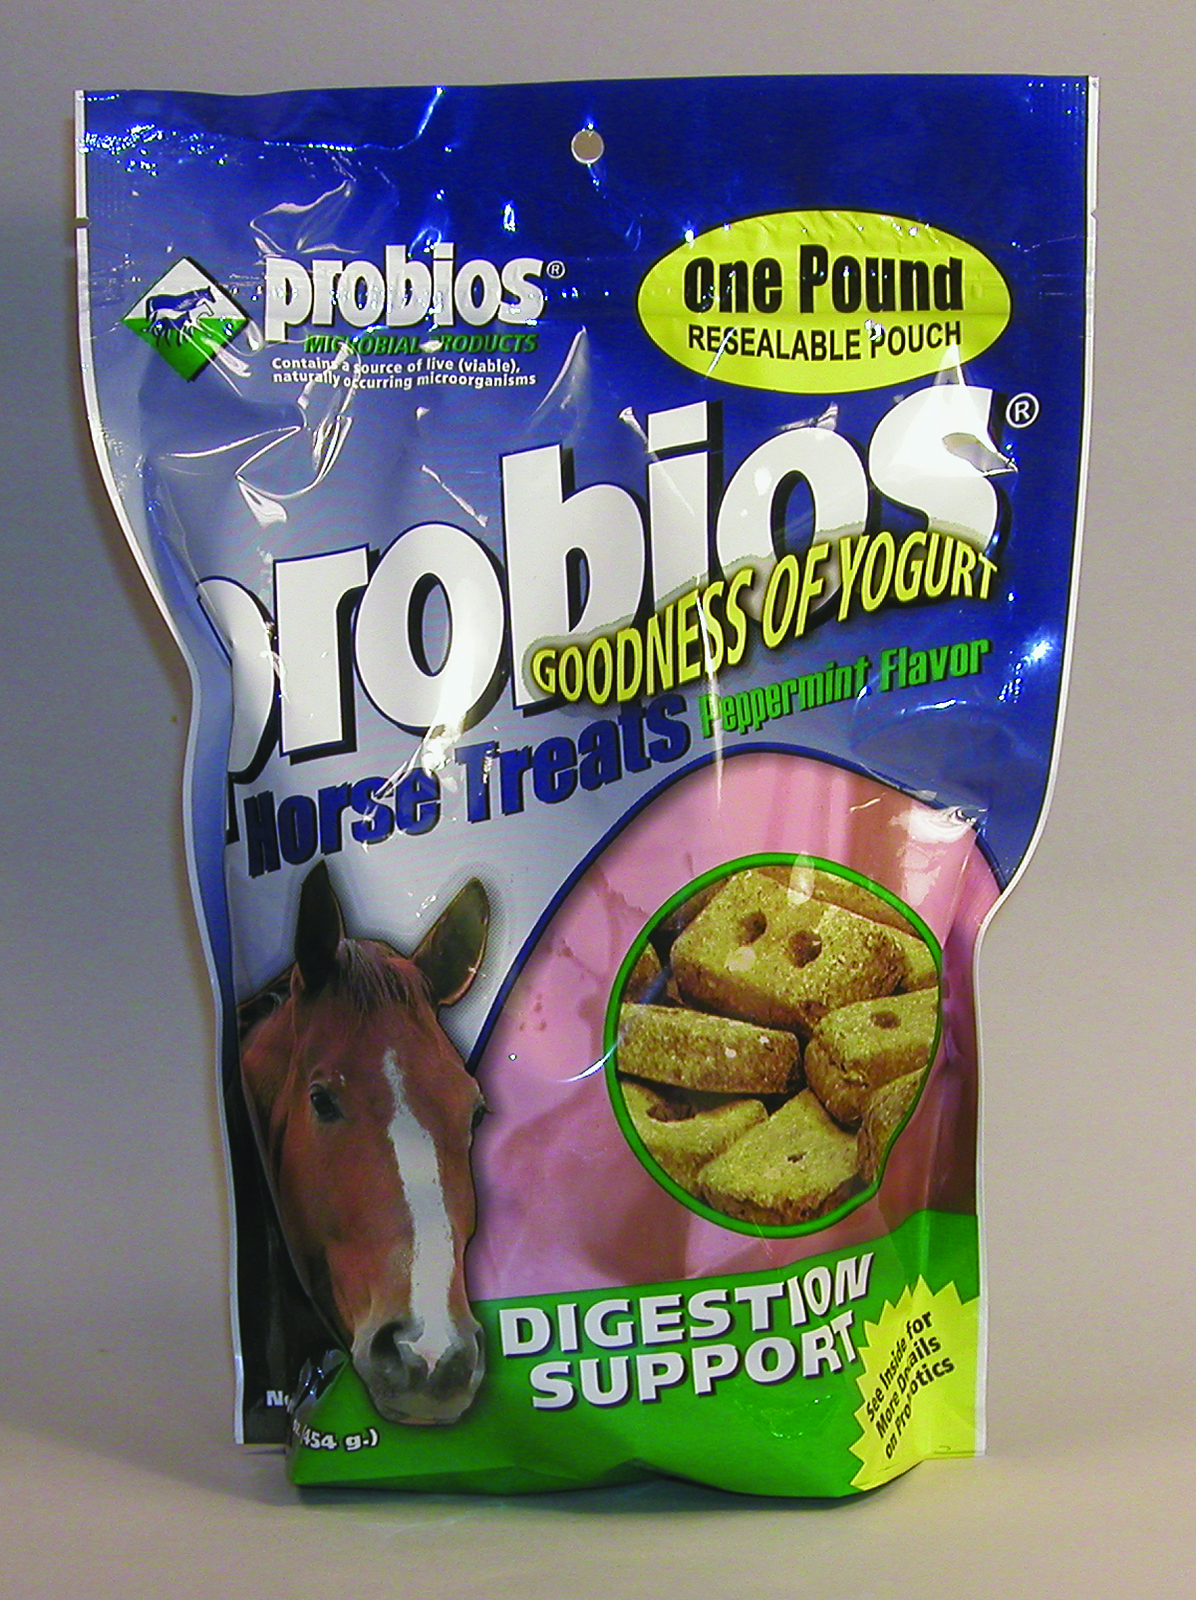 probios®
MICROBIAL PRODUCTS
Contains a source of live (viable),
naturally occurring microorganisms
One Pound
RESEALABLE POUCH
probios®
GOODNESS OF YOGURT
Horse Treats Peppermint Flavor
DIGESTION
SUPPORT
See Inside for
More Details
on Probiotics
(454 g.)